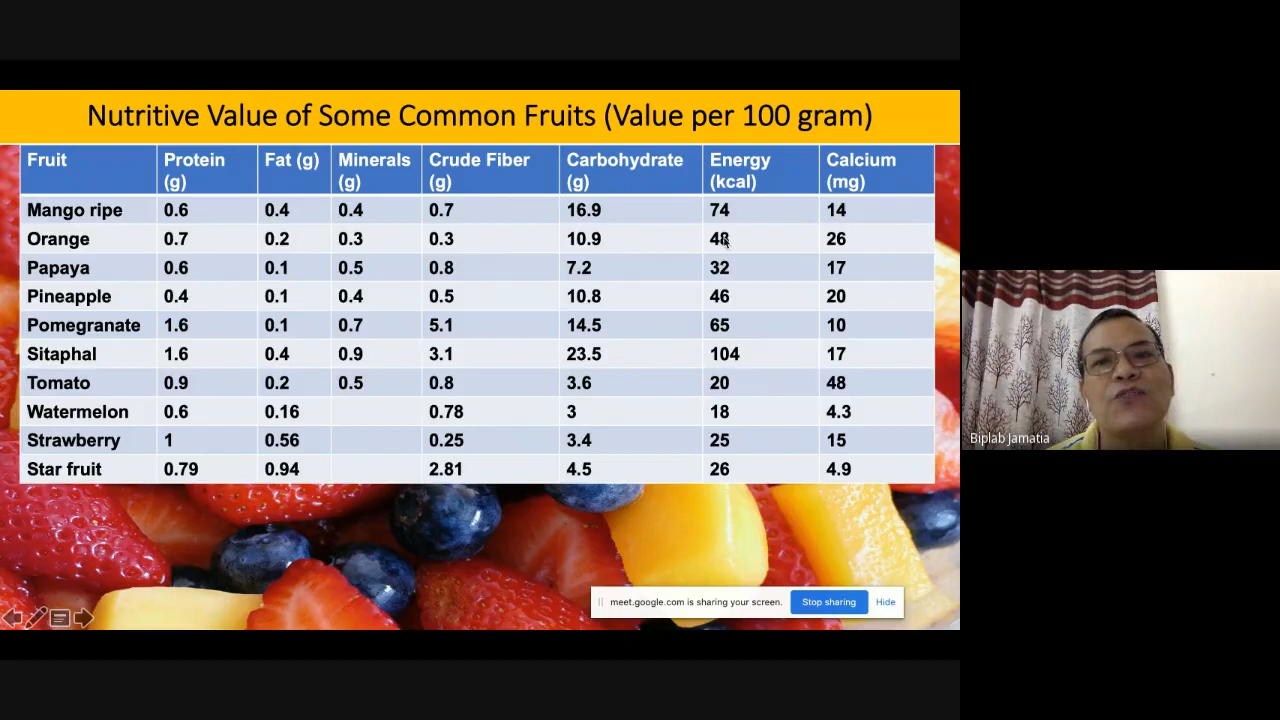 Nutritive Value of Some Common Fruits (Value per 100 gram)
Fruit Protein (g) Fat (g) Minerals (g) Crude Fiber (g) Carbohydrate (g) Energy (kcal) Calcium (mg)
Mango ripe 0.6 0.4 0.4 0.7 16.9 74 14
Orange 0.7 0.2 0.3 0.3 10.9 48 26
Papaya 0.6 0.1 0.5 0.8 7.2 32 17
Pineapple 0.4 0.1 0.4 0.5 10.8 46 20
Pomegranate 1.6 0.1 0.7 5.1 14.5 65 10
Sitaphal 1.6 0.4 0.9 3.1 23.5 104 17
Tomato 0.9 0.2 0.5 0.8 3.6 20 48
Watermelon 0.6 0.16 0.78 3 18 4.3
Strawberry 1 0.56 0.25 3.4 25 15
Star fruit 0.79 0.94 2.81 4.5 26 4.9
Biplab Jamatia
meet.google.com is sharing your screen. Stop sharing Hide